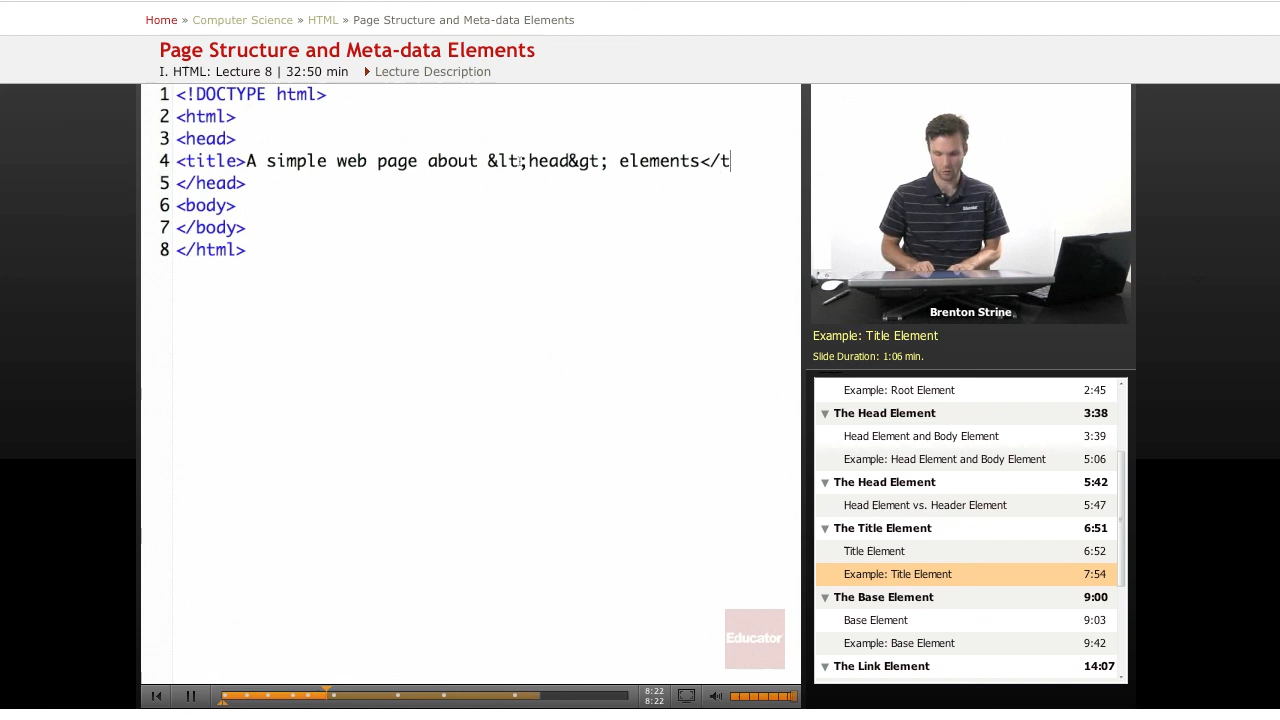 Home » Computer Science » HTML » Page Structure and Meta-data Elements
Page Structure and Meta-data Elements
I. HTML: Lecture 8 | 32:50 min Lecture Description
1 <!DOCTYPE html>
2 <html>
3 <head>
4 <title>A simple web page about &lt;head&gt; elements</t
5 </head>
6 <body>
7 </body>
8 </html>
Educator
Brenton Strine
Example: Title Element
Slide Duration: 1:06 min.
Example: Root Element 2:45
The Head Element 3:38
Head Element and Body Element 3:39
Example: Head Element and Body Element 5:06
The Head Element 5:42
Head Element vs. Header Element 5:47
The Title Element 6:51
Title Element 6:52
Example: Title Element 7:54
The Base Element 9:00
Base Element 9:03
Example: Base Element 9:42
The Link Element 14:07
8:22
8:22